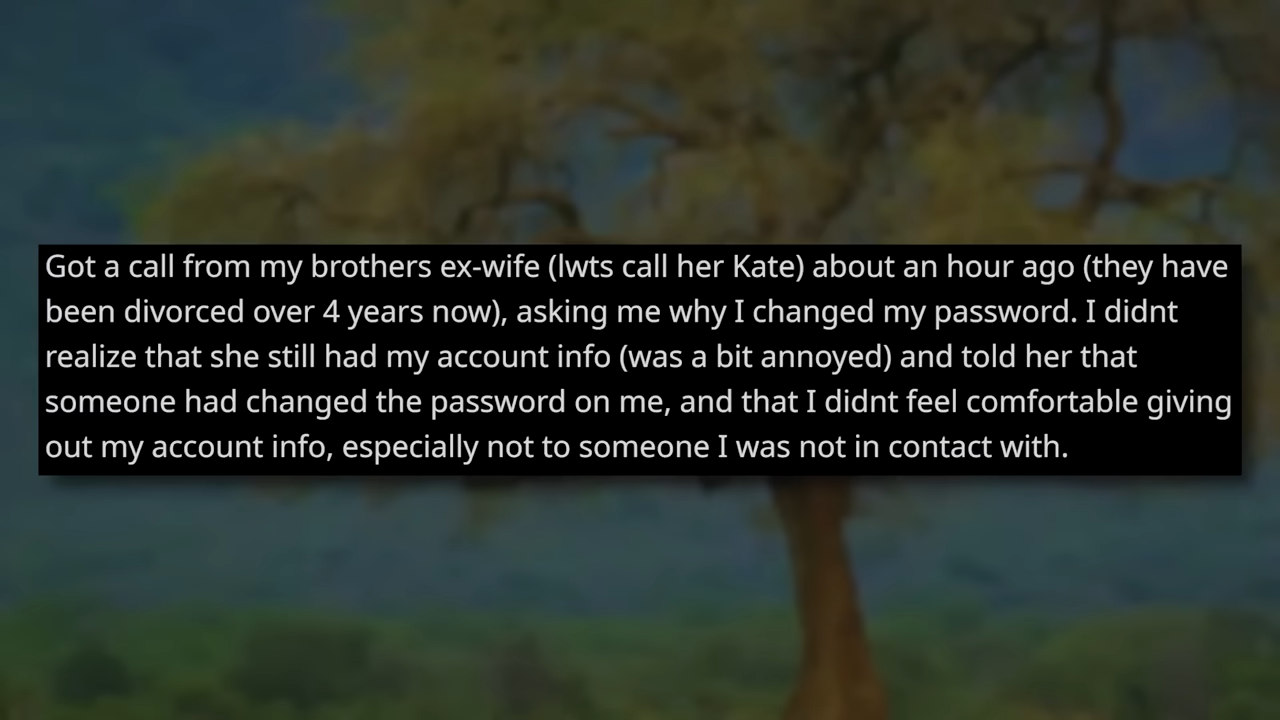 Got a call from my brothers ex-wife (lwts call her Kate) about an hour ago (they have
been divorced over 4 years now), asking me why I changed my password. I didnt
realize that she still had my account info (was a bit annoyed) and told her that
someone had changed the password on me, and that I didnt feel comfortable giving
out my account info, especially not to someone I was not in contact with.